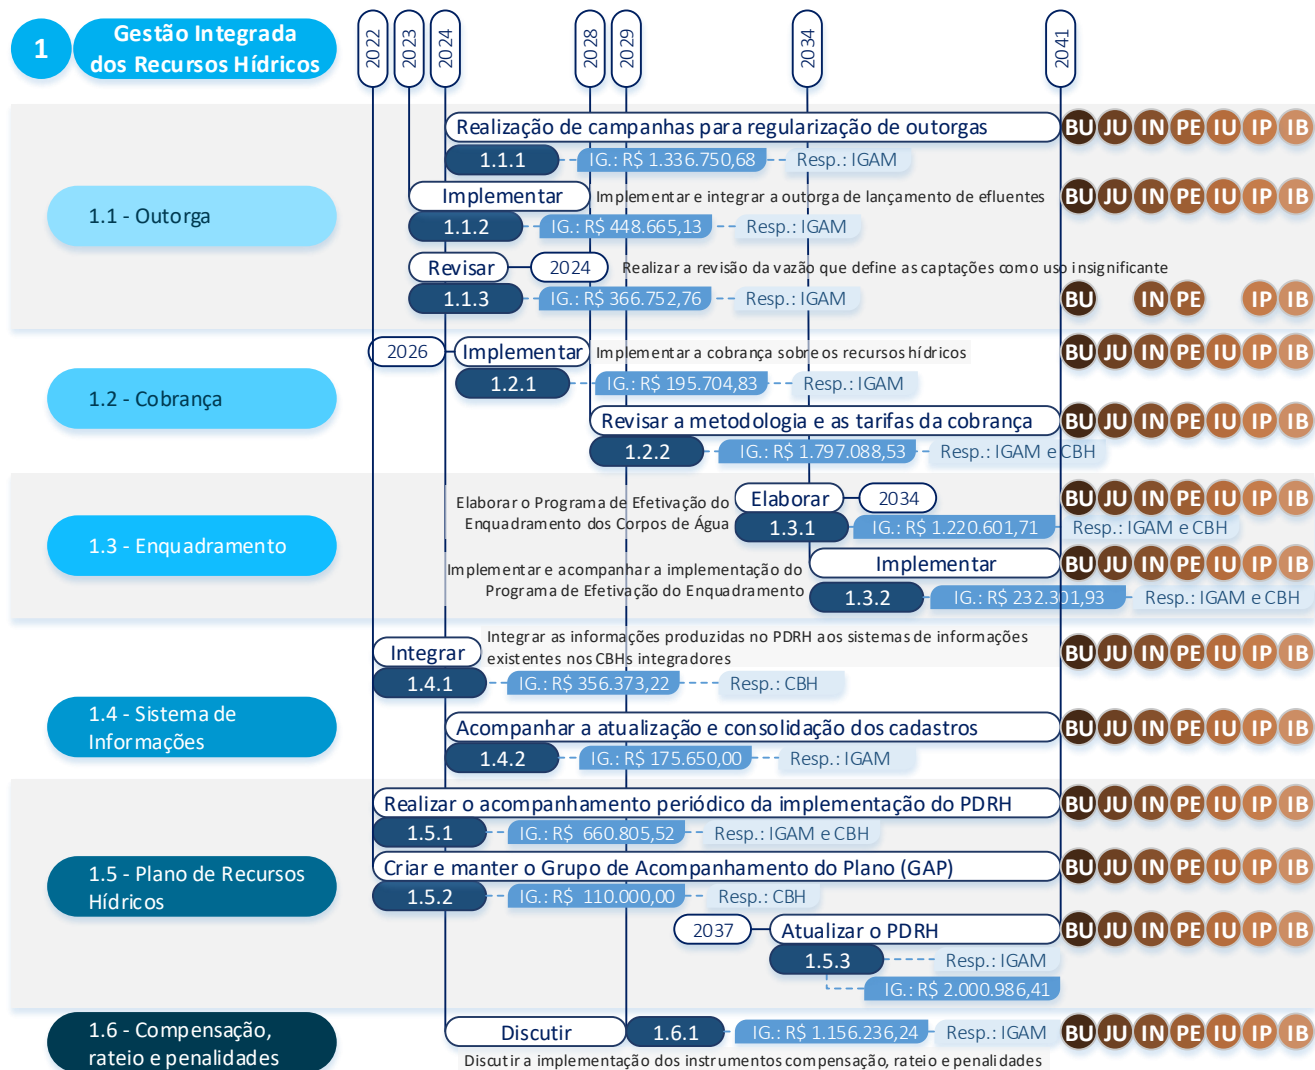 1
Gestão Integrada
dos Recursos Hídricos
2022
2023
2024
2028
2029
2034
2041
1.1 - Outorga
Realização de campanhas para regularização de outorgas
BU JU IN PE IU IP IB
1.1.1 IG.: R$ 1.336.750,68 Resp.: IGAM
Implementar Implementar e integrar a outorga de lançamento de efluentes
BU JU IN PE IU IP IB
1.1.2 IG.: R$ 448.665,13 Resp.: IGAM
Revisar 2024 Realizar a revisão da vazão que define as captações como uso insignificante
1.1.3 IG.: R$ 366.752,76 Resp.: IGAM
BU IN PE IP IB
1.2 - Cobrança
2026 Implementar Implementar a cobrança sobre os recursos hídricos
BU JU IN PE IU IP IB
1.2.1 IG.: R$ 195.704,83 Resp.: IGAM
Revisar a metodologia e as tarifas da cobrança
BU JU IN PE IU IP IB
1.2.2 IG.: R$ 1.797.088,53 Resp.: IGAM e CBH
1.3 - Enquadramento
Elaborar o Programa de Efetivação do
Enquadramento dos Corpos de Água
Elaborar 2034
BU JU IN PE IU IP IB
1.3.1 IG.: R$ 1.220.601,71 Resp.: IGAM e CBH
Implementar e acompanhar a implementação do
Programa de Efetivação do Enquadramento
Implementar
BU JU IN PE IU IP IB
1.3.2 IG.: R$ 232.301,93 Resp.: IGAM e CBH
1.4 - Sistema de
Informações
Integrar
Integrar as informações produzidas no PDRH aos sistemas de informações
existentes nos CBHs integradores
BU JU IN PE IU IP IB
1.4.1 IG.: R$ 356.373,22 Resp.: CBH
Acompanhar a atualização e consolidação dos cadastros
BU JU IN PE IU IP IB
1.4.2 IG.: R$ 175.650,00 Resp.: IGAM
1.5 - Plano de Recursos
Hídricos
Realizar o acompanhamento periódico da implementação do PDRH
BU JU IN PE IU IP IB
1.5.1 IG.: R$ 660.805,52 Resp.: IGAM e CBH
Criar e manter o Grupo de Acompanhamento do Plano (GAP)
BU JU IN PE IU IP IB
1.5.2 IG.: R$ 110.000,00 Resp.: CBH
2037 Atualizar o PDRH
BU JU IN PE IU IP IB
1.5.3 Resp.: IGAM
IG.: R$ 2.000.986,41
1.6 - Compensação,
rateio e penalidades
Discutir 1.6.1 IG.: R$ 1.156.236,24 Resp.: IGAM
BU JU IN PE IU IP IB
Discutir a implementação dos instrumentos compensação, rateio e penalidades